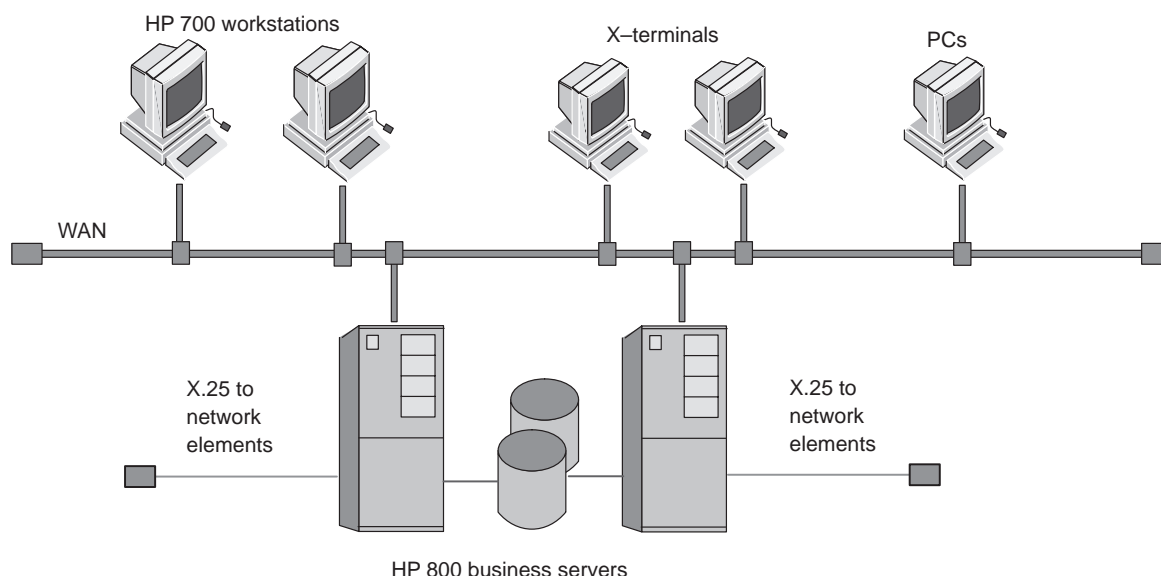 HP 700 workstations
X–terminals
PCs
WAN
X.25 to
network
elements
X.25 to
network
elements
HP 800 business servers